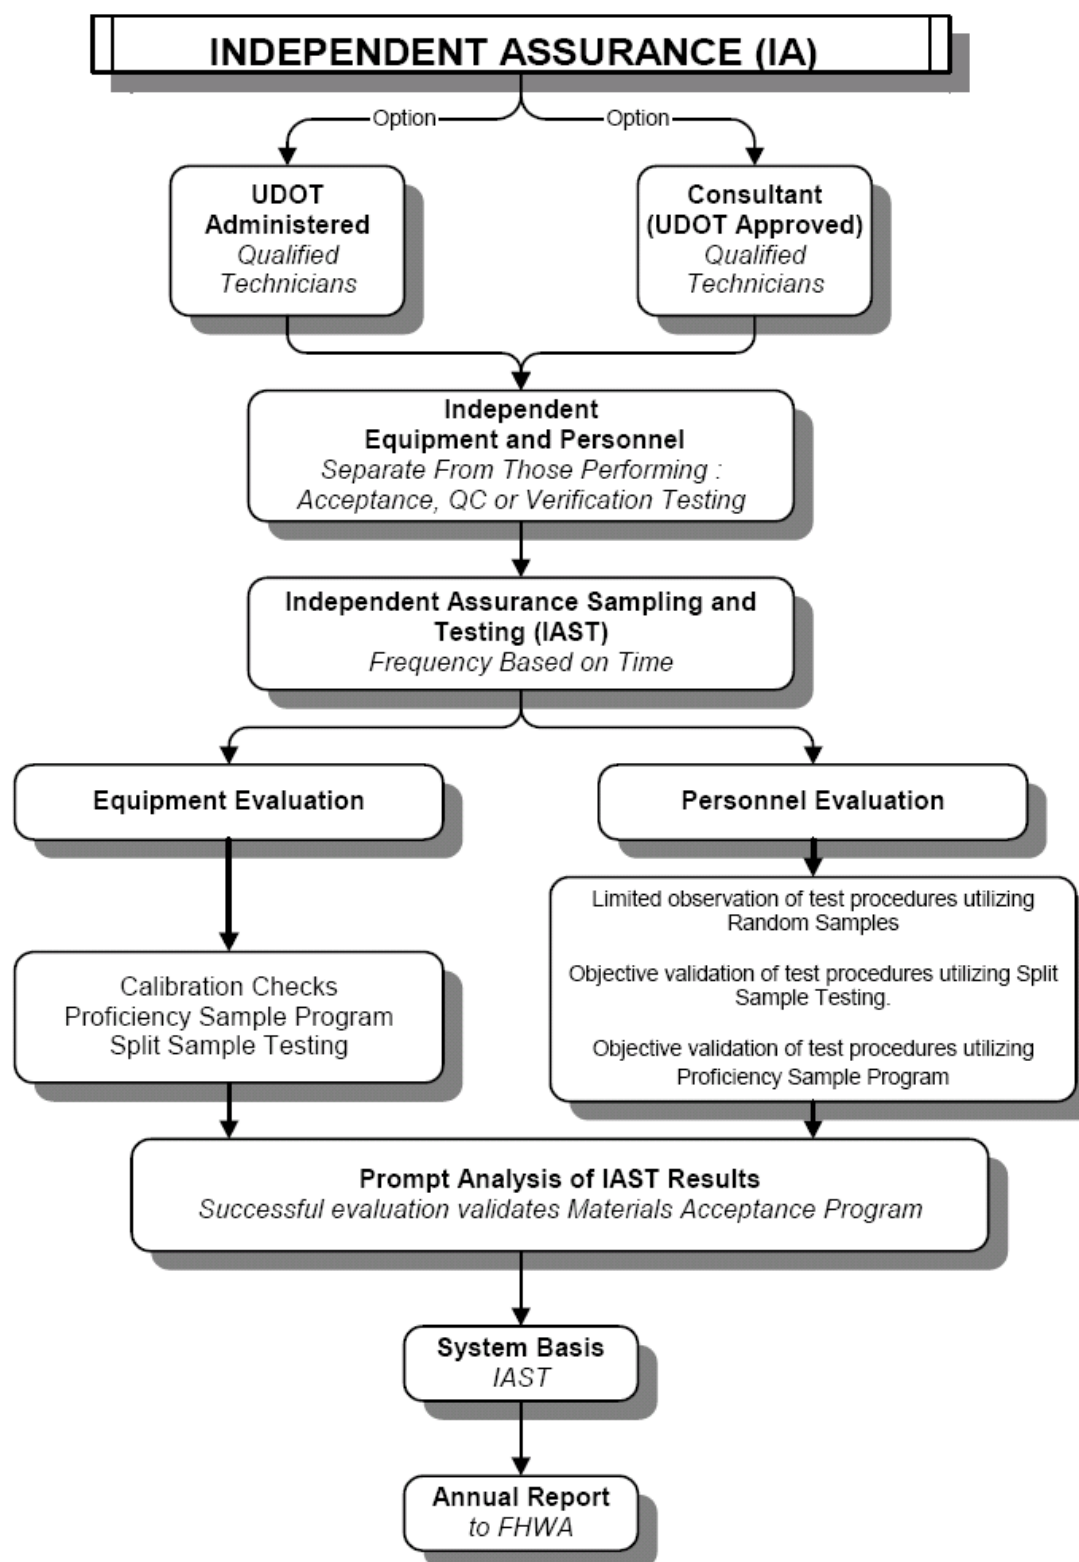 INDEPENDENT ASSURANCE (IA)
Option
Option
UDOT
Administered
Qualified
Technicians
Consultant
(UDOT Approved)
Qualified
Technicians
Independent
Equipment and Personnel
Separate From Those Performing :
Acceptance, QC or Verification Testing
Independent Assurance Sampling and
Testing (IAST)
Frequency Based on Time
Equipment Evaluation
Personnel Evaluation
Calibration Checks
Proficiency Sample Program
Split Sample Testing
Limited observation of test procedures utilizing
Random Samples
Objective validation of test procedures utilizing Split
Sample Testing.
Objective validation of test procedures utilizing
Proficiency Sample Program
Prompt Analysis of IAST Results
Successful evaluation validates Materials Acceptance Program
System Basis
IAST
Annual Report
to FHWA